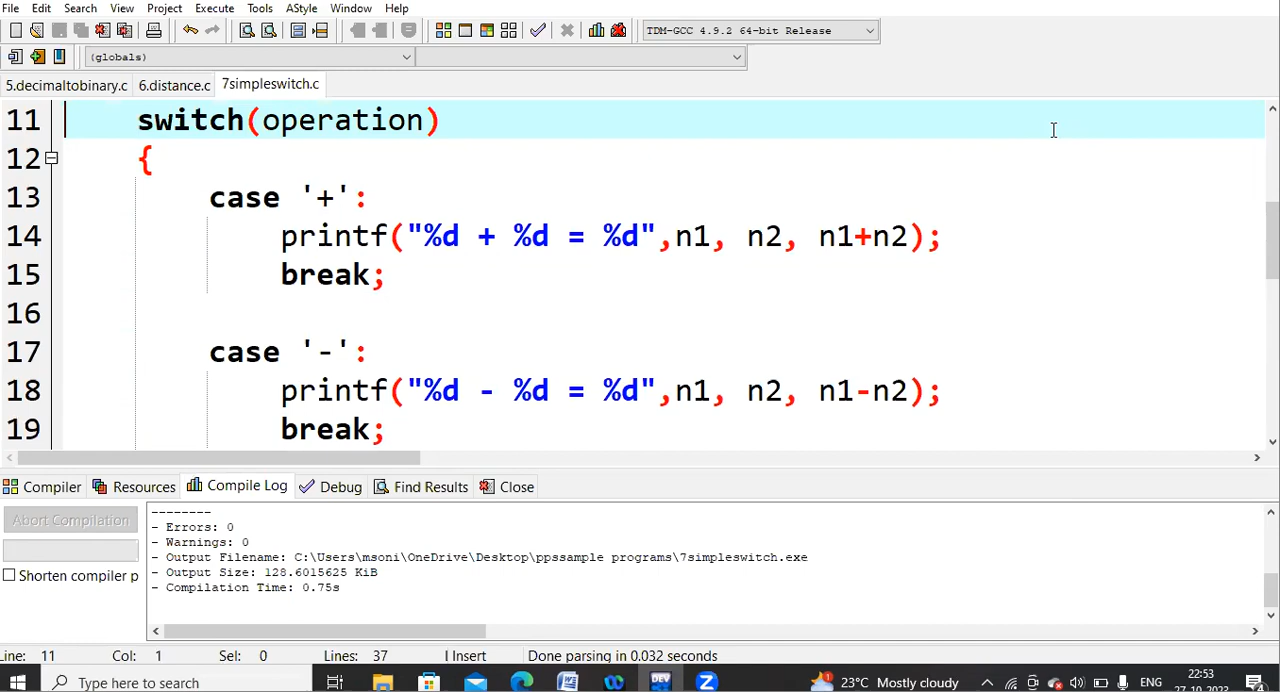 File Edit Search View Project Execute Tools AStyle Window Help
TDM-GCC 4.9.2 64-bit Release
(globals)
5.decimaltobinary.c 6.distance.c 7simpleswitch.c
11 switch(operation)
12 {
13 case '+':
14 printf("%d + %d = %d",n1, n2, n1+n2);
15 break;
16
17 case '-':
18 printf("%d - %d = %d",n1, n2, n1-n2);
19 break;
Compiler Resources Compile Log Debug Find Results Close
Abort Compilation
Shorten compiler p
--------
- Errors: 0
- Warnings: 0
- Output Filename: C:\Users\msoni\OneDrive\Desktop\ppssample programs\7simpleswitch.exe
- Output Size: 128.6015625 KiB
- Compilation Time: 0.75s
Line: 11 Col: 1 Sel: 0 Lines: 37 Insert Done parsing in 0.032 seconds
Type here to search
DEV
23°C Mostly cloudy
ENG
22:53
27-10-2023